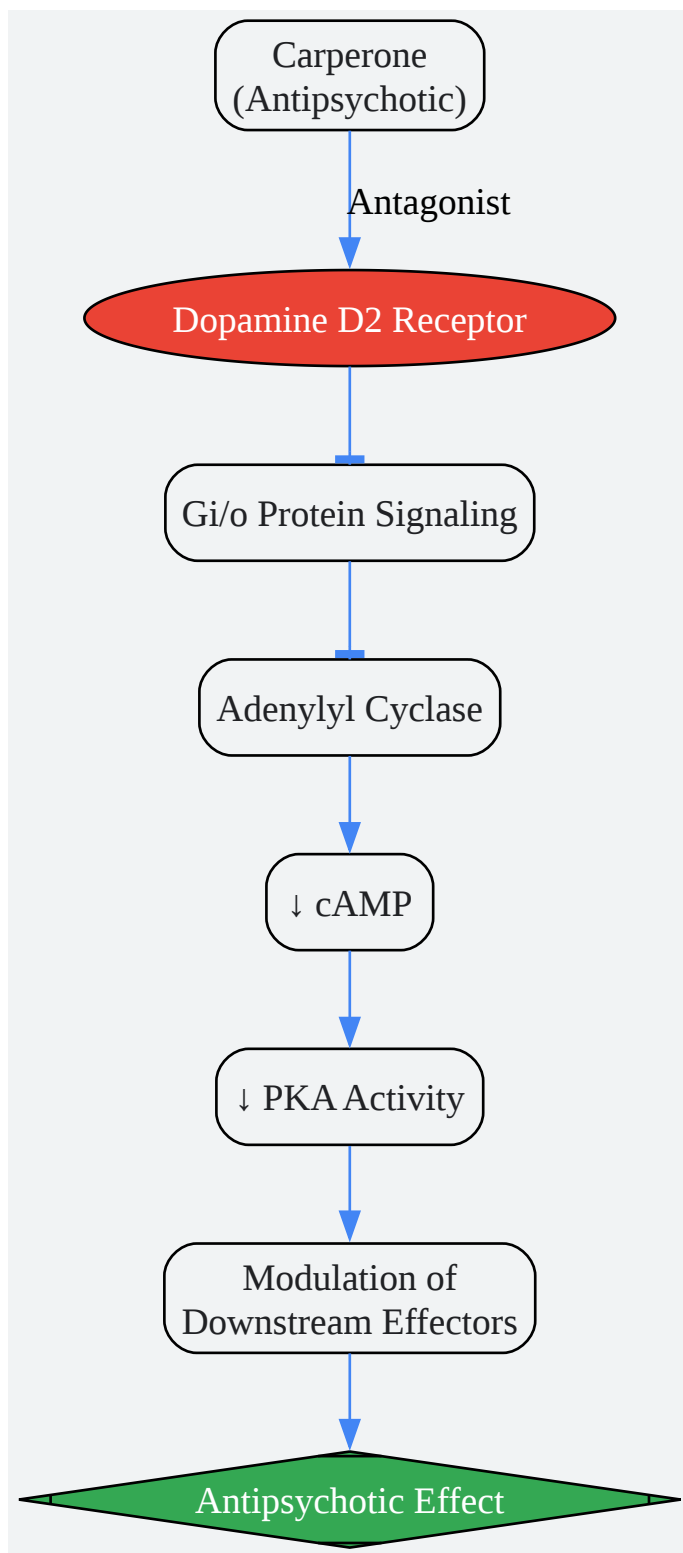 Carperone
(Antipsychotic)
Antagonist
Dopamine D2 Receptor
Gi/o Protein Signaling
Adenylyl Cyclase
↓ cAMP
↓ PKA Activity
Modulation of
Downstream Effectors
Antipsychotic Effect